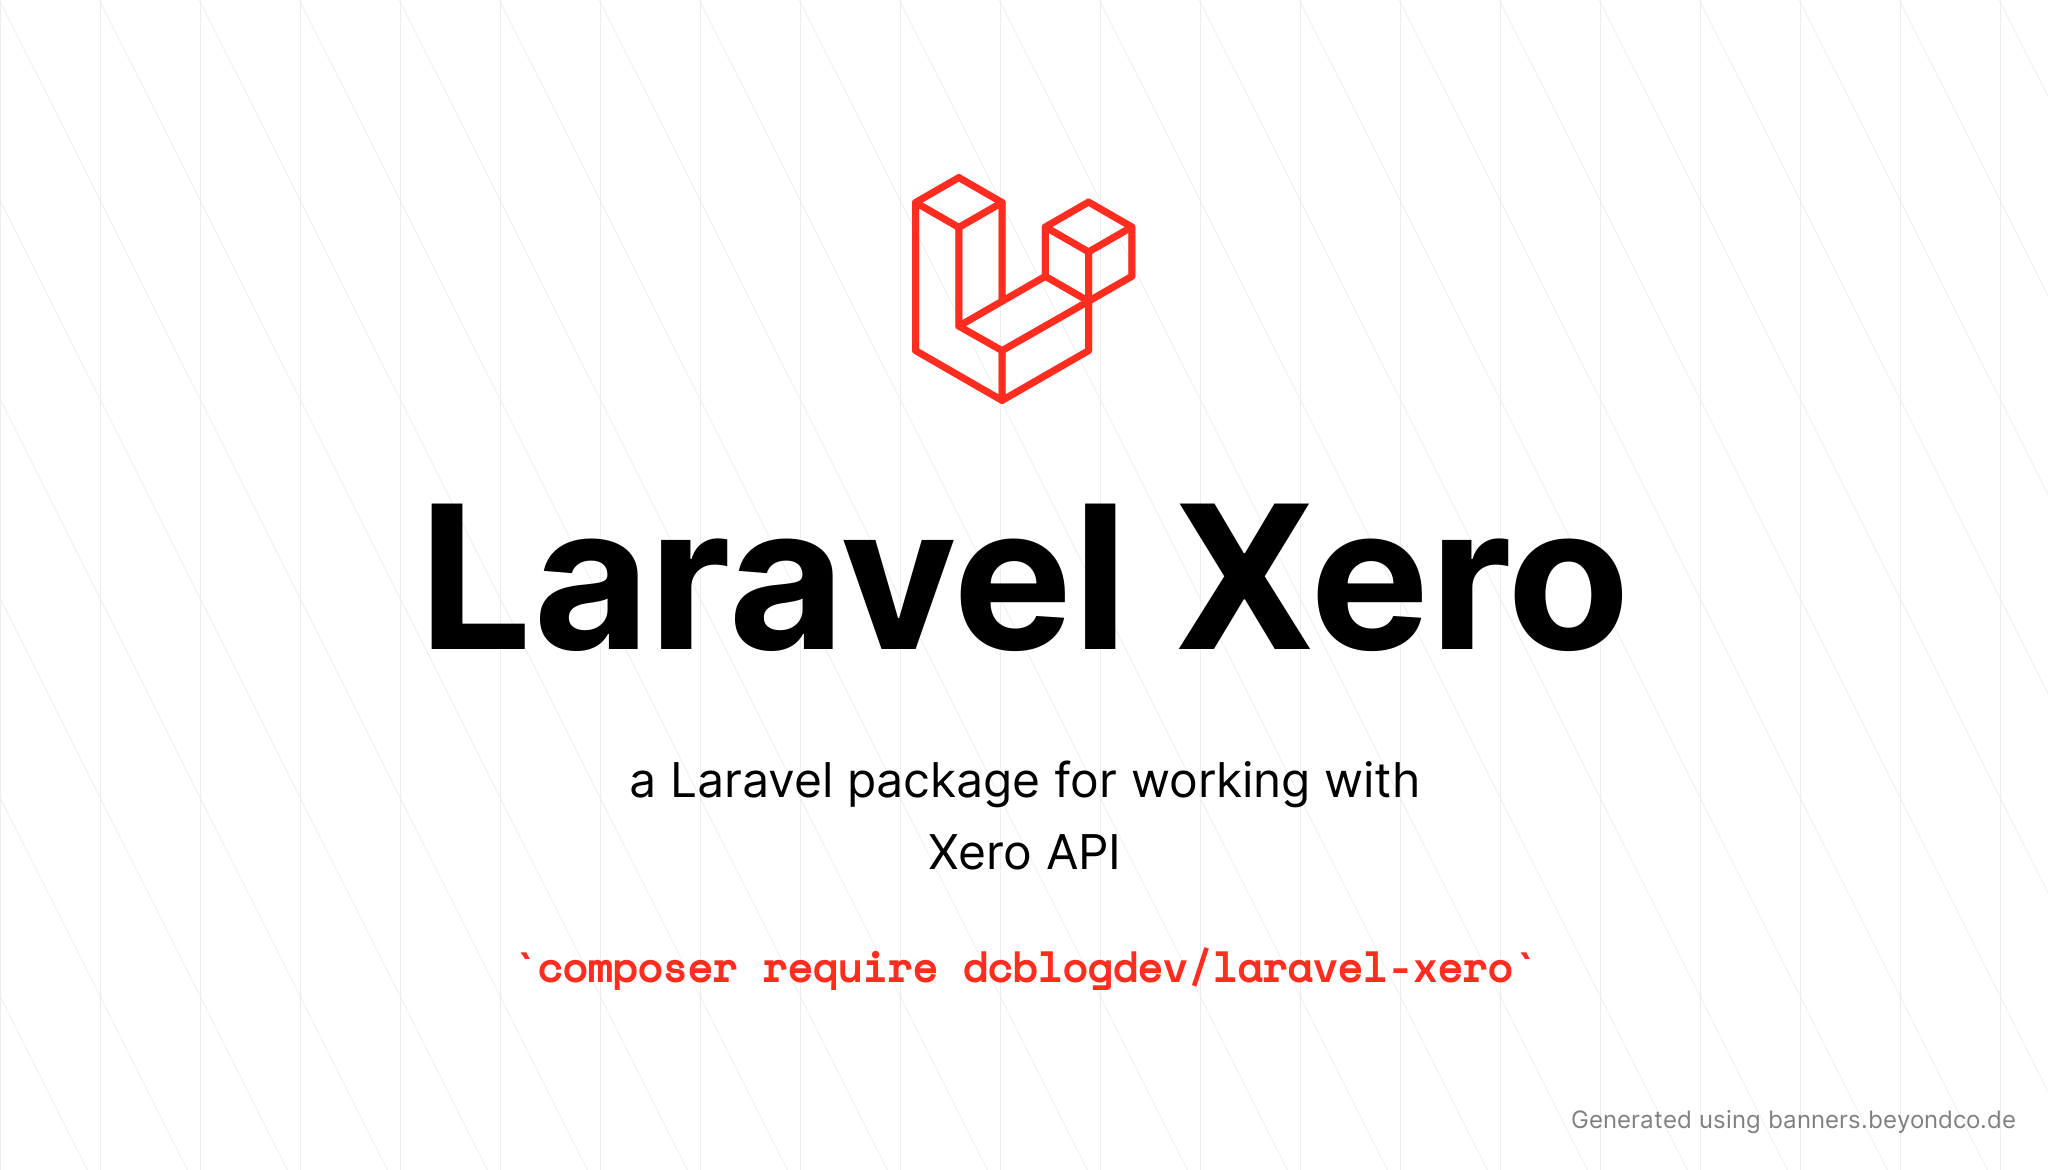 Laravel Xero
a Laravel package for working with
Xero API
`composer require dcblogdev/laravel-xero`
Generated using banners.beyondco.de